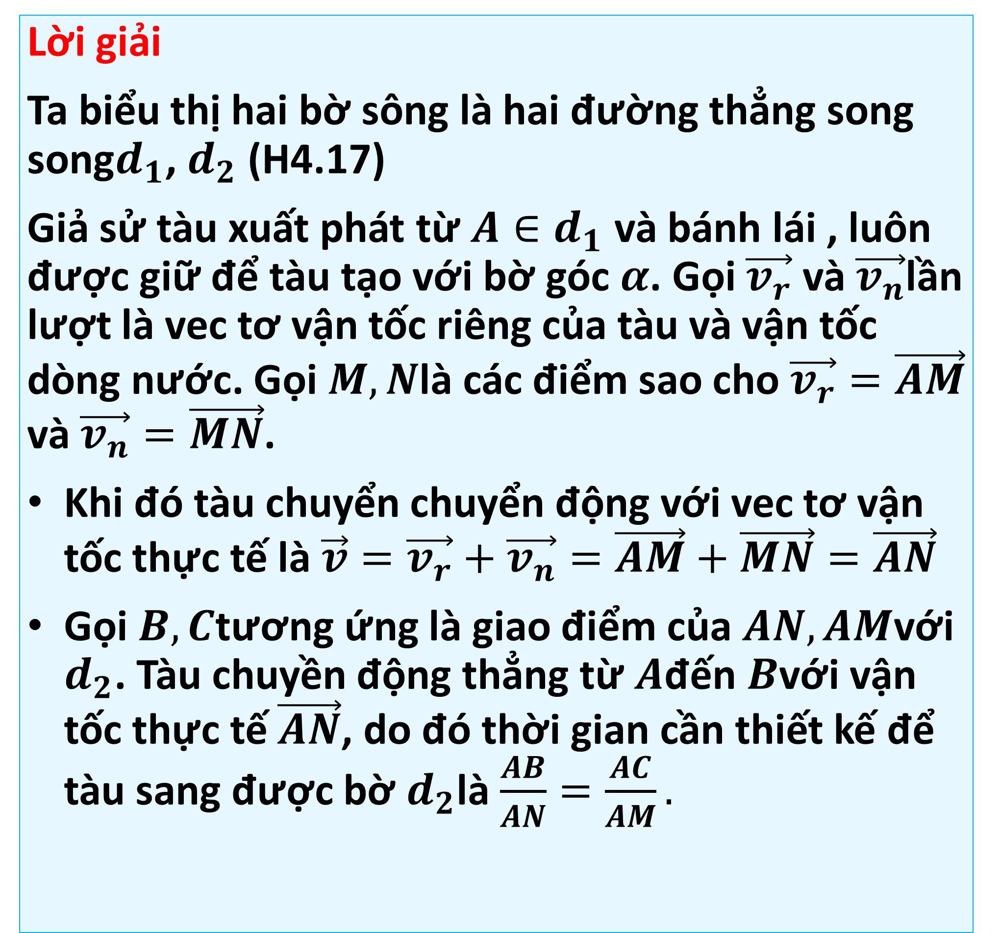 Lời giải
Ta biểu thị hai bờ sông là hai đường thẳng song
song$d_1$, $d_2$ (H4.17)
Giả sử tàu xuất phát từ $A \in d_1$ và bánh lái , luôn
được giữ để tàu tạo với bờ góc $\alpha$. Gọi $\overrightarrow{v_r}$ và $\overrightarrow{v_n}$lần
lượt là vec tơ vận tốc riêng của tàu và vận tốc
dòng nước. Gọi $M, N$là các điểm sao cho $\overrightarrow{v_r} = \overrightarrow{AM}$
và $\overrightarrow{v_n} = \overrightarrow{MN}$.
• Khi đó tàu chuyển chuyển động với vec tơ vận
tốc thực tế là $\overrightarrow{v} = \overrightarrow{v_r} + \overrightarrow{v_n} = \overrightarrow{AM} + \overrightarrow{MN} = \overrightarrow{AN}$
• Gọi $B, C$tương ứng là giao điểm của $AN, AM$với
$d_2$. Tàu chuyền động thẳng từ $A$đến $B$với vận
tốc thực tế $\overrightarrow{AN}$, do đó thời gian cần thiết kế để
tàu sang được bờ $d_2$là $\frac{AB}{AN} = \frac{AC}{AM}$ .